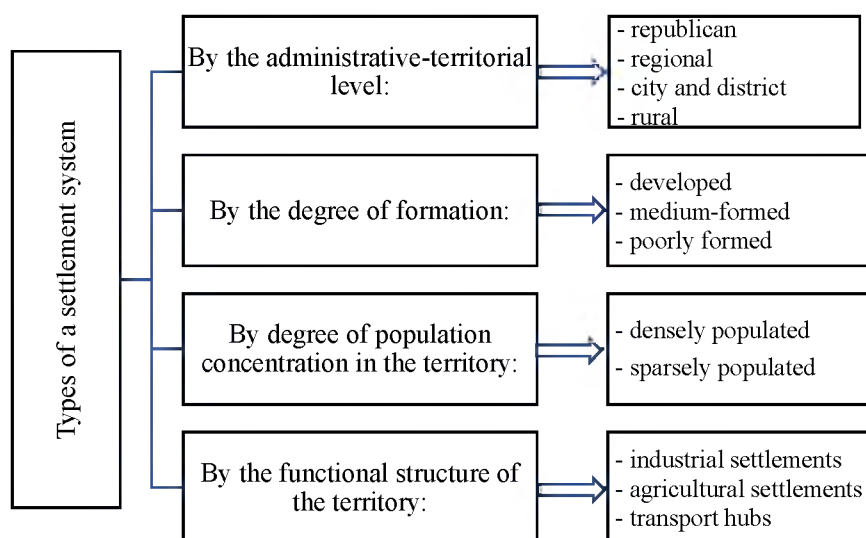 Types of a settlement system
By the administrative-territorial
level:
- republican
- regional
- city and district
- rural
By the degree of formation:
- developed
- medium-formed
- poorly formed
By degree of population
concentration in the territory:
- densely populated
- sparsely populated
By the functional structure of
the territory:
- industrial settlements
- agricultural settlements
- transport hubs